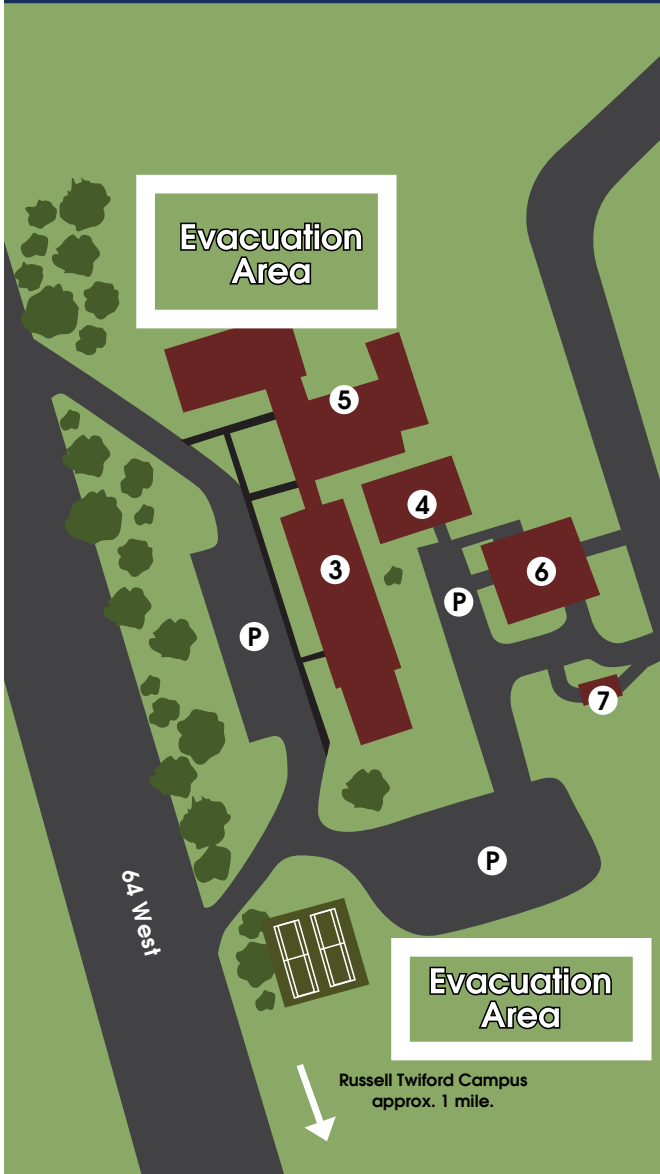 Evacuation
Area
5
4
3
6
P
P
7
P
64 West
Evacuation
Area
Russell Twiford Campus
approx. 1 mile.